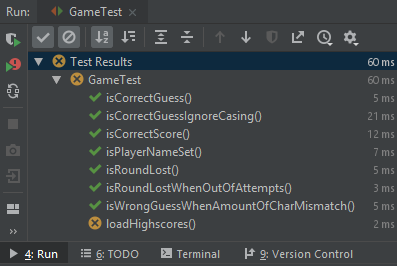 Run: GameTest
Test Results 60 ms
GameTest 60 ms
isCorrectGuess() 5 ms
isCorrectGuessIgnoreCasing() 21 ms
isCorrectScore() 12 ms
isPlayerNameSet() 7 ms
isRoundLost() 5 ms
isRoundLostWhenOutOfAttempts() 3 ms
isWrongGuessWhenAmountOfCharMismatch() 5 ms
loadHighscores() 2 ms
4: Run 6: TODO Terminal 9: Version Control